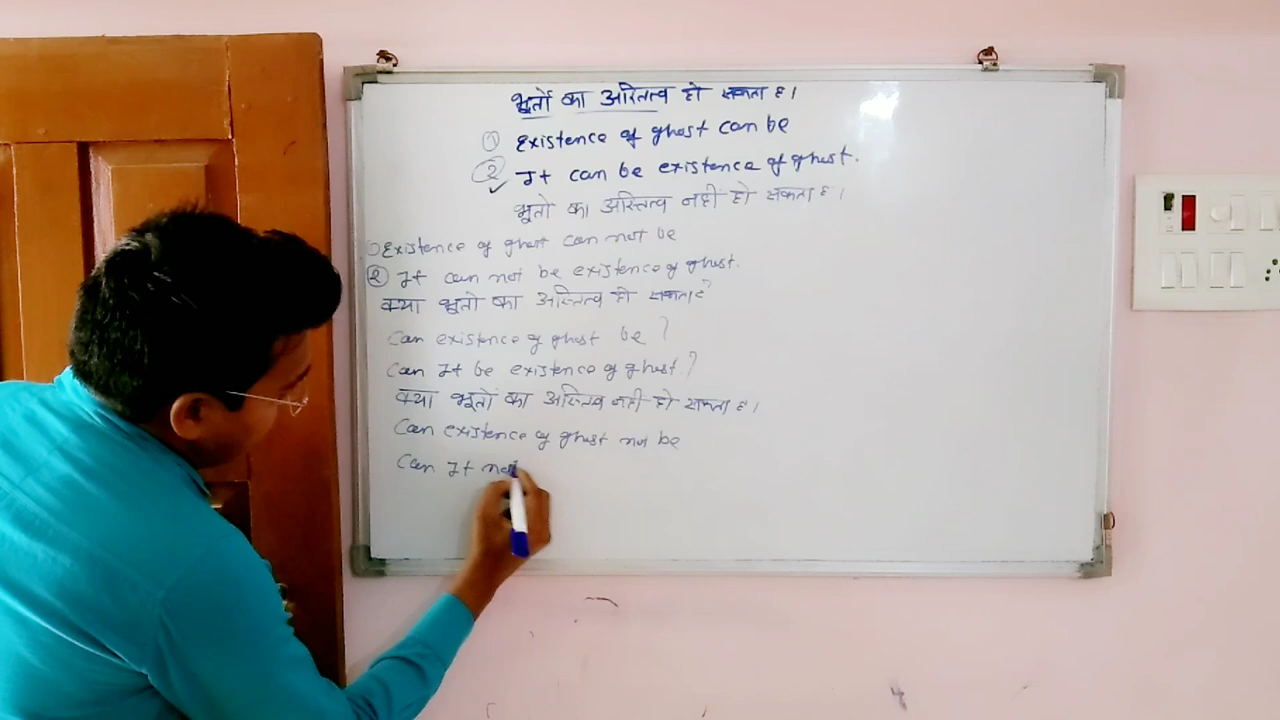 भूतों का अस्तित्व हो सकता है।
① Existence of ghost can be
② It can be existence of ghost.
भूतो का अस्तित्व नहीं हो सकता है।
① Existence of ghost can not be
② It can not be existence of ghost.
क्या भूतो का अस्तित्व हो सकता है
Can existence of ghost be ?
Can It be existence of ghost ?
क्या भूतों का अस्तित्व नहीं हो सकता है।
Can existence of ghost not be
Can It not